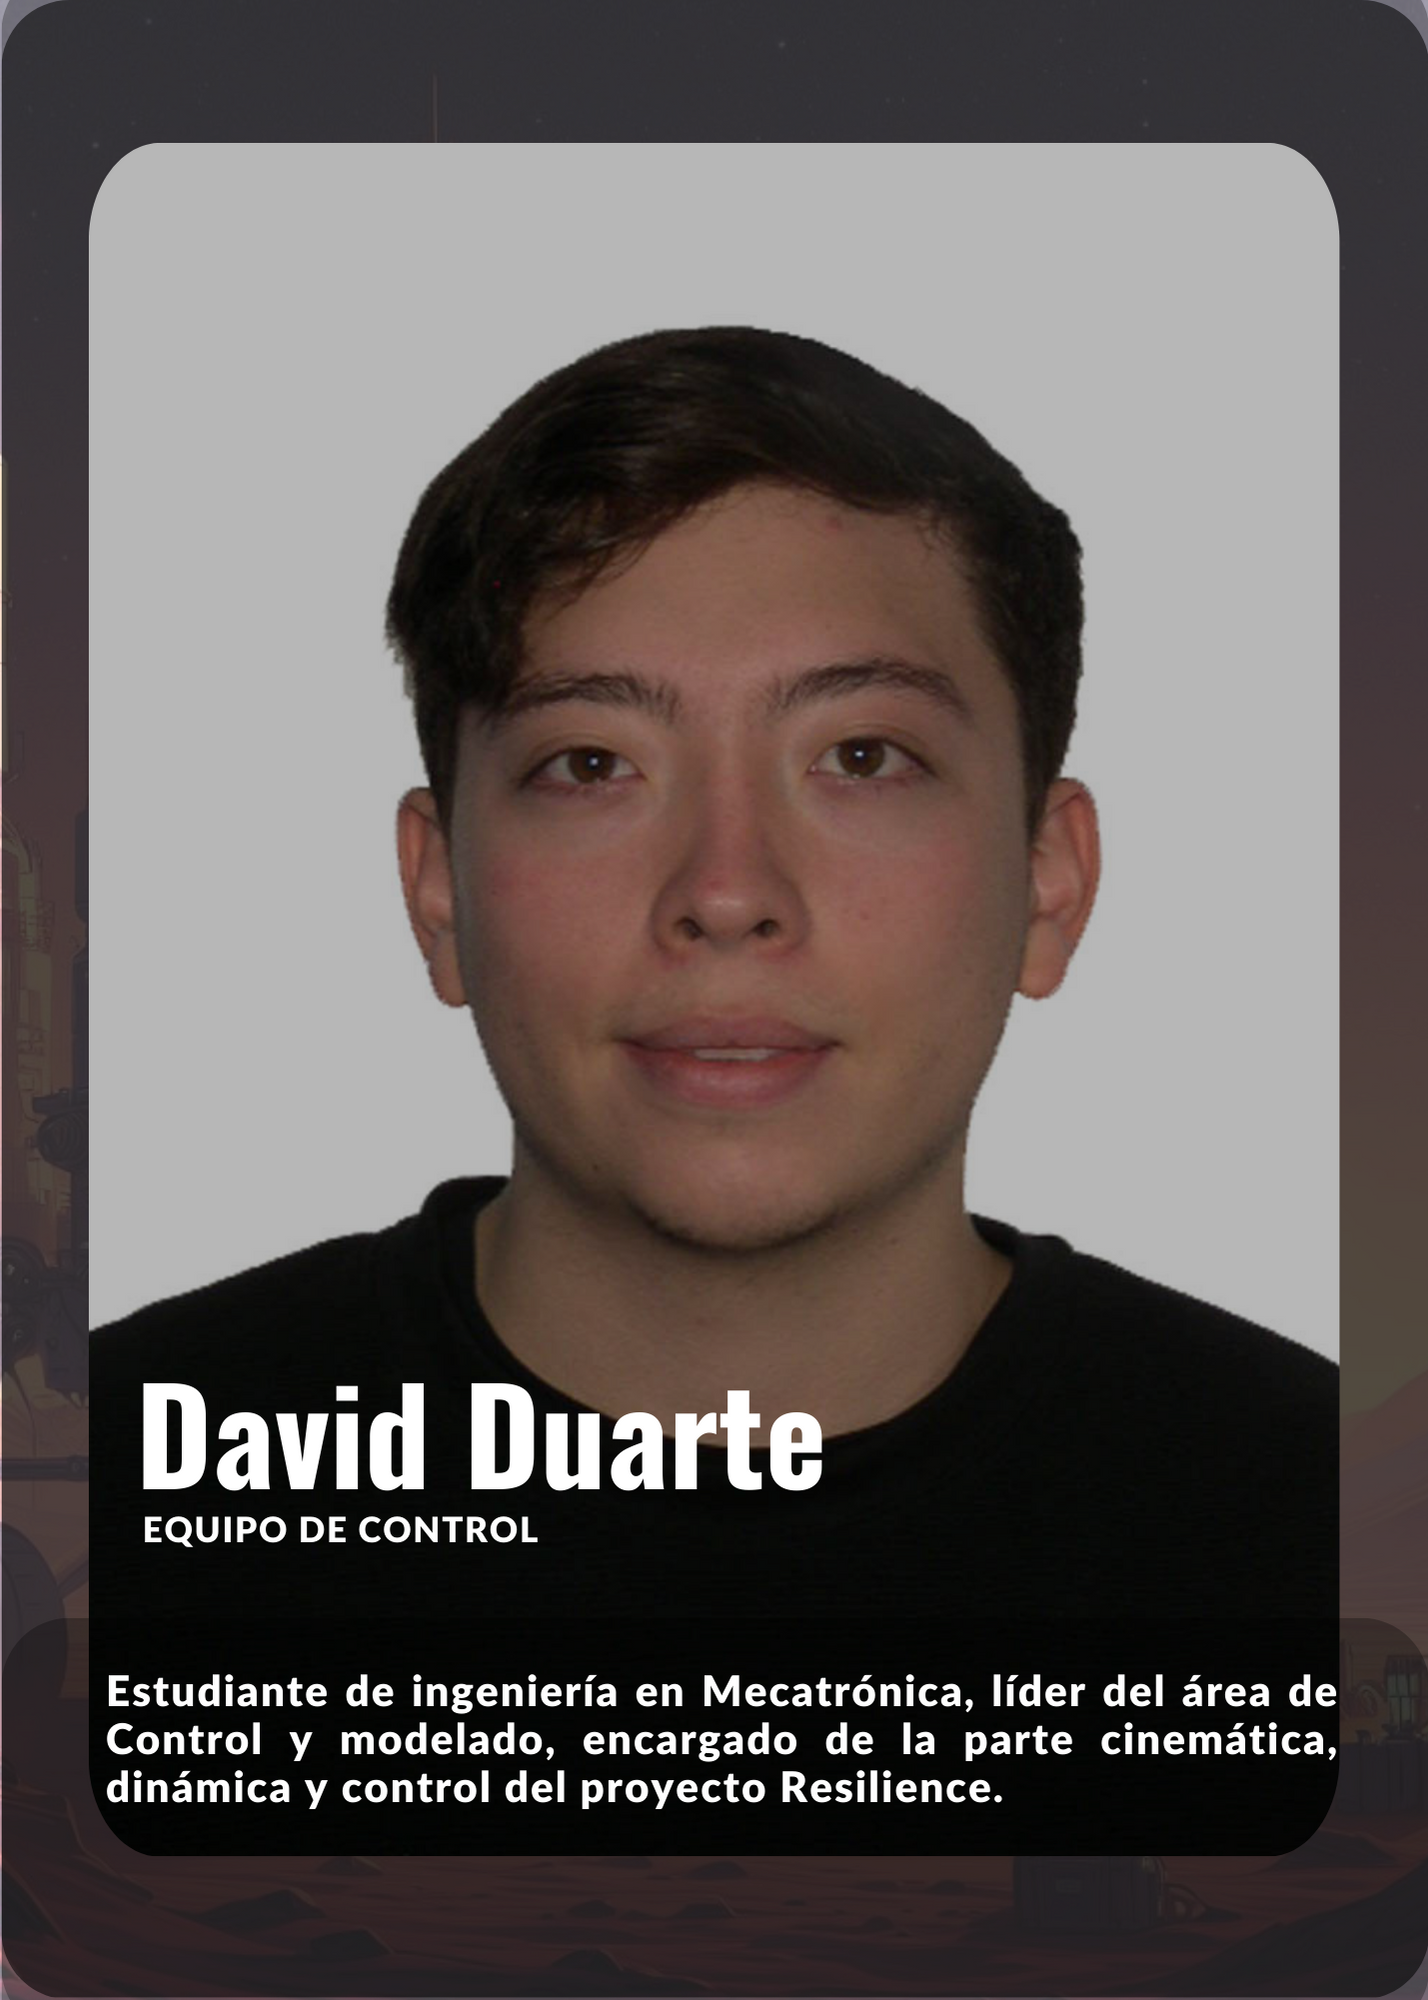 David Duarte
EQUIPO DE CONTROL
Estudiante de ingeniería en Mecatrónica, líder del área de
Control y modelado, encargado de la parte cinemática,
dinámica y control del proyecto Resilience.